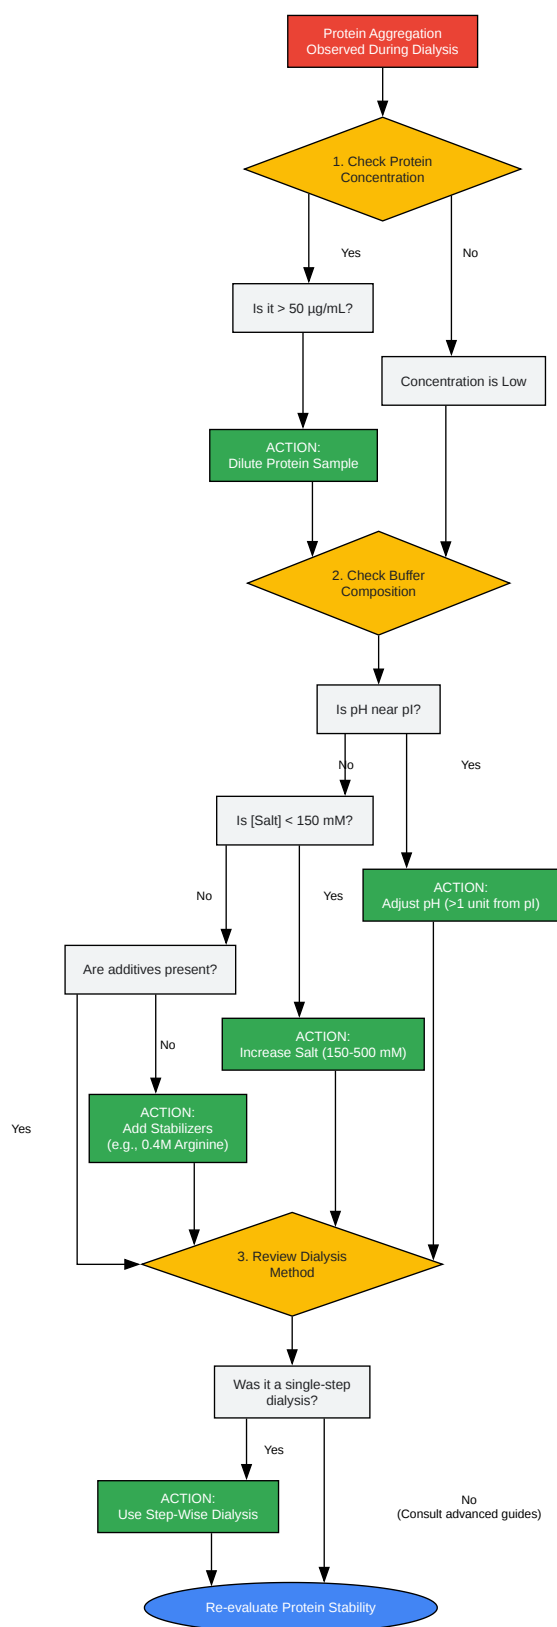 Protein Aggregation
Observed During Dialysis
1. Check Protein
Concentration
Yes
No
Is it > 50 µg/mL?
Concentration is Low
ACTION:
Dilute Protein Sample
2. Check Buffer
Composition
Is pH near pI?
No
Yes
Is [Salt] < 150 mM?
ACTION:
Adjust pH (>1 unit from pI)
No
Yes
Are additives present?
ACTION:
Increase Salt (150-500 mM)
No
Yes
ACTION:
Add Stabilizers
(e.g., 0.4M Arginine)
3. Review Dialysis
Method
Was it a single-step
dialysis?
Yes
ACTION:
Use Step-Wise Dialysis
No
(Consult advanced guides)
Re-evaluate Protein Stability